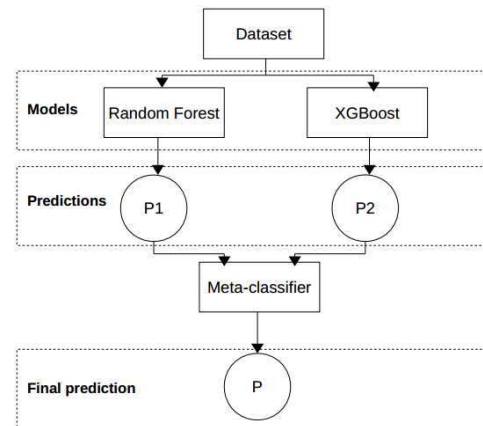 Dataset
Models
Random Forest
XGBoost
Predictions
P1
P2
Meta-classifier
Final prediction
P